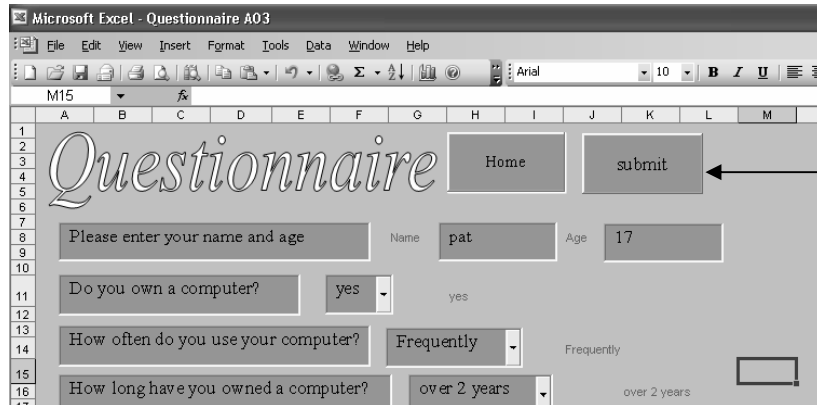 Microsoft Excel - Questionnaire A03
File Edit View Insert Format Tools Data Window Help
Arial 10 B I U
M15 fx
A B C D E F G H I J K L M
1
2
3
4
5
6
Questionnaire Home submit
7
8 Please enter your name and age Name pat Age 17
9
10
11 Do you own a computer? yes yes
12
13
14 How often do you use your computer? Frequently Frequently
15
16 How long have you owned a computer? over 2 years over 2 years
17